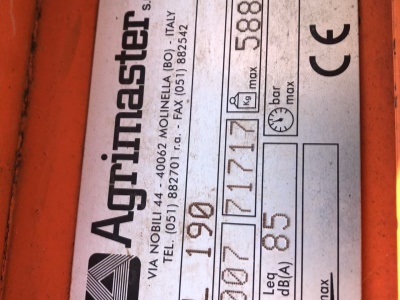 Agrimaster s.
VIA NOBILI 44 - 40062 MOLINELLA (BO) - ITALY
TEL. (051) 882701 r.a. - FAX (051) 882542
L 190
007 71717 Kg max 588
Leq dB(A) 85 bar max
max.
CE